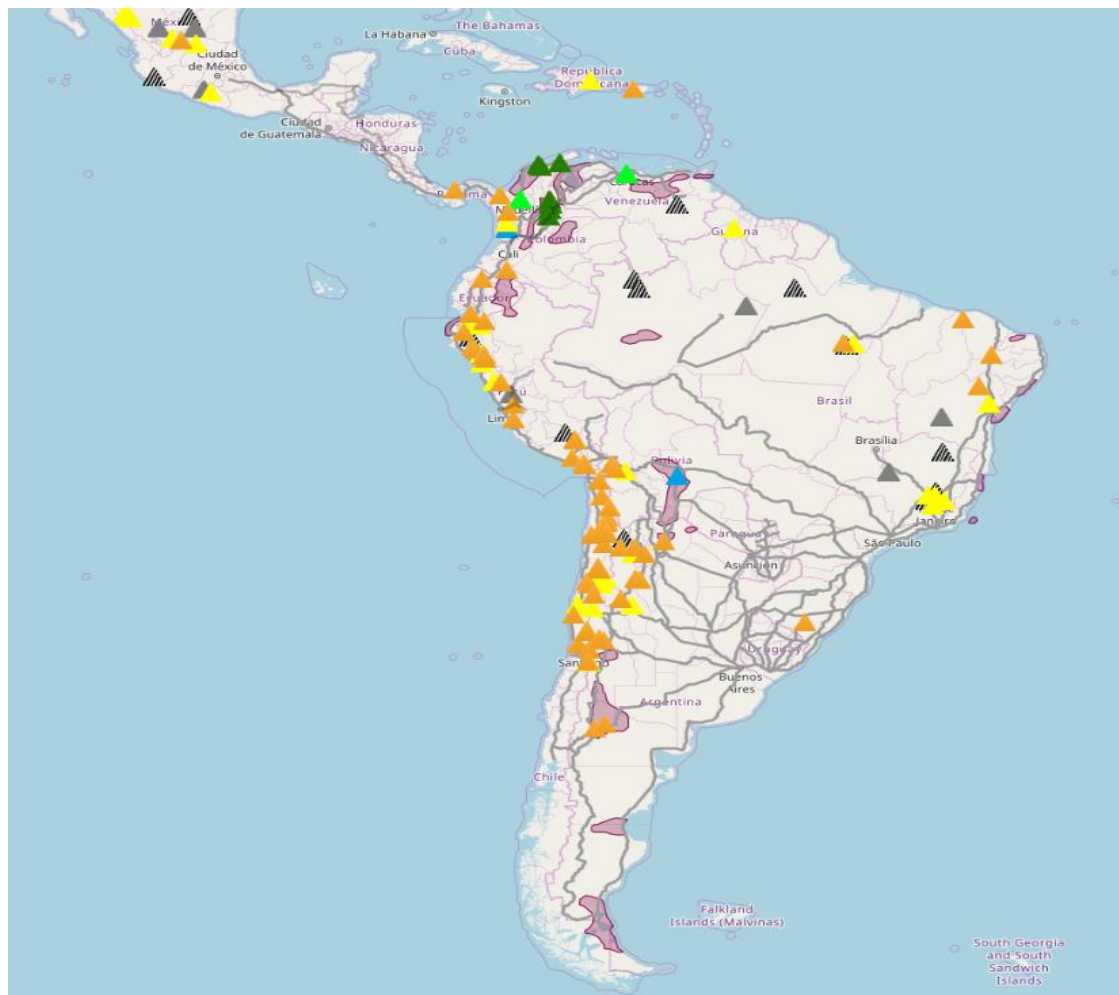 La Habana
The Bahamas
Cuba
Ciudad
de México
República
Dominicana
Kingston
Ciudad
de Guatemala
Honduras
Nicaragua
Caracas
Venezuela
Colombia
Cali
Ecuador
Perú
Brasil
Brasília
Bolivia
Paraguay
São Paulo
Asunción
Uruguay
Buenos
Aires
Argentina
Chile
Falkland
Islands (Malvinas)
South Georgia
and South
Sandwich
Islands